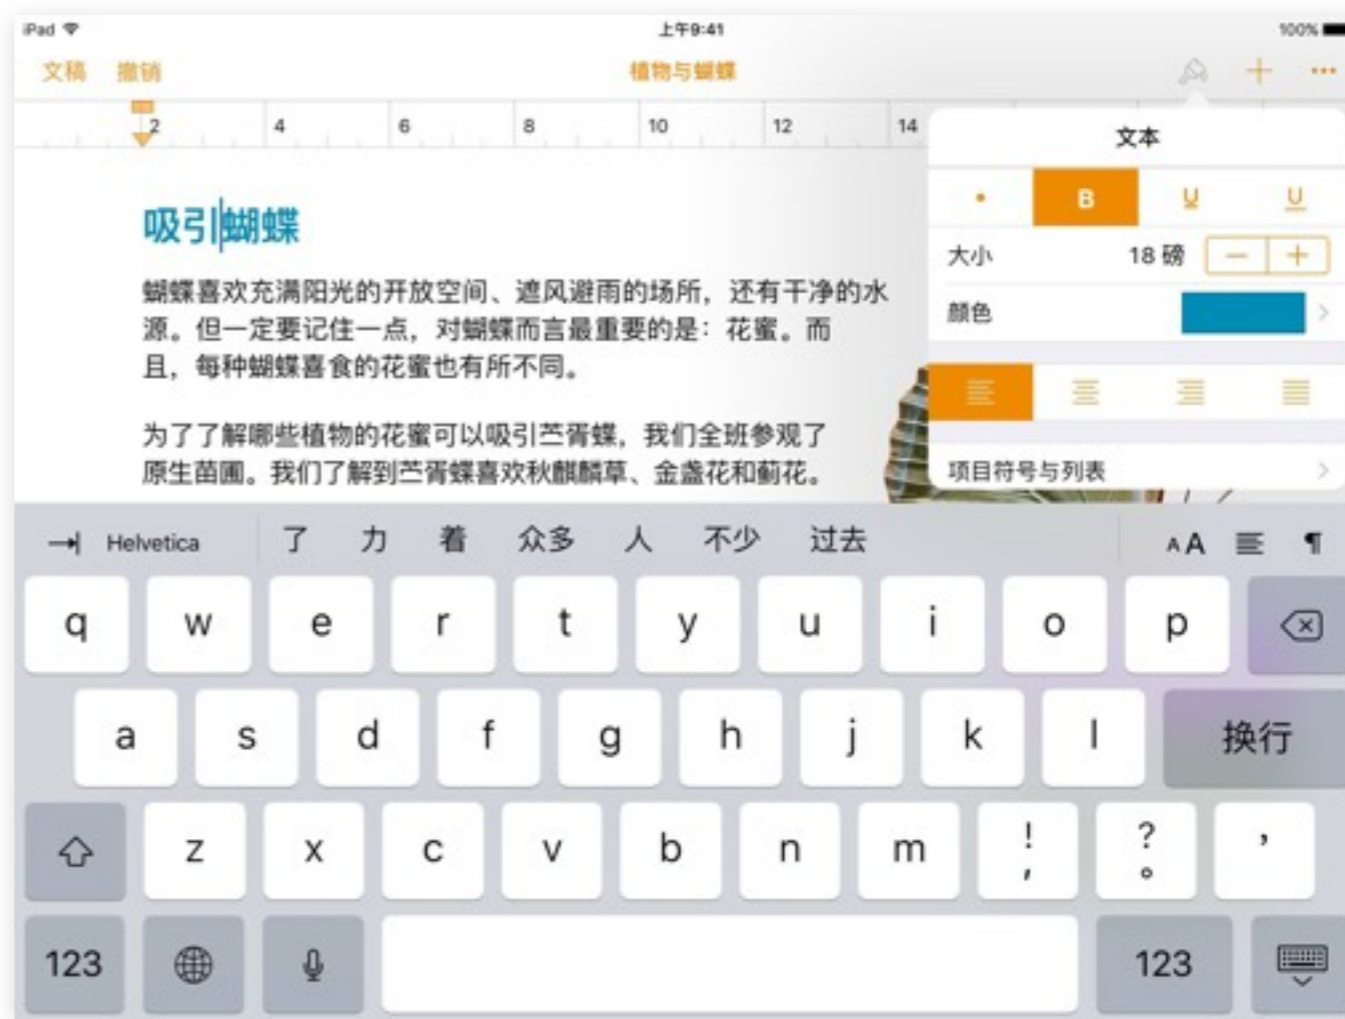 iPad 上午9:41 100%
文稿 撤销 植物与蝴蝶
2 4 6 8 10 12 14
文本
B U U
大小 18 磅 − +
颜色
项目符号与列表
吸引蝴蝶
蝴蝶喜欢充满阳光的开放空间、遮风避雨的场所，还有干净的水
源。但一定要记住一点，对蝴蝶而言最重要的是：花蜜。而
且，每种蝴蝶喜食的花蜜也有所不同。
为了了解哪些植物的花蜜可以吸引苎胥蝶，我们全班参观了
原生苗圃。我们了解到苎胥蝶喜欢秋麒麟草、金盏花和蓟花。
Helvetica 了 力 着 众多 人 不少 过去 AA ¶
q w e r t y u i o p
a s d f g h j k l 换行
z x c v b n m ! , ? 。 ,
123 123